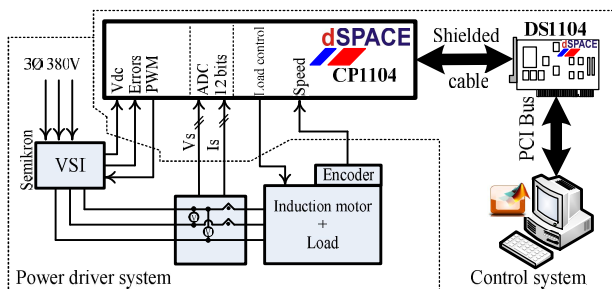 dSPACE
CP1104
Vdc
Errors
PWM
ADC
12 bits
Load control
Speed
Shielded
cable
DS1104
dSPACE
PCI Bus
3Ø 380V
Semikron
VSI
Vs
Is
Encoder
Induction motor
+
Load
V
V
Power driver system
Control system